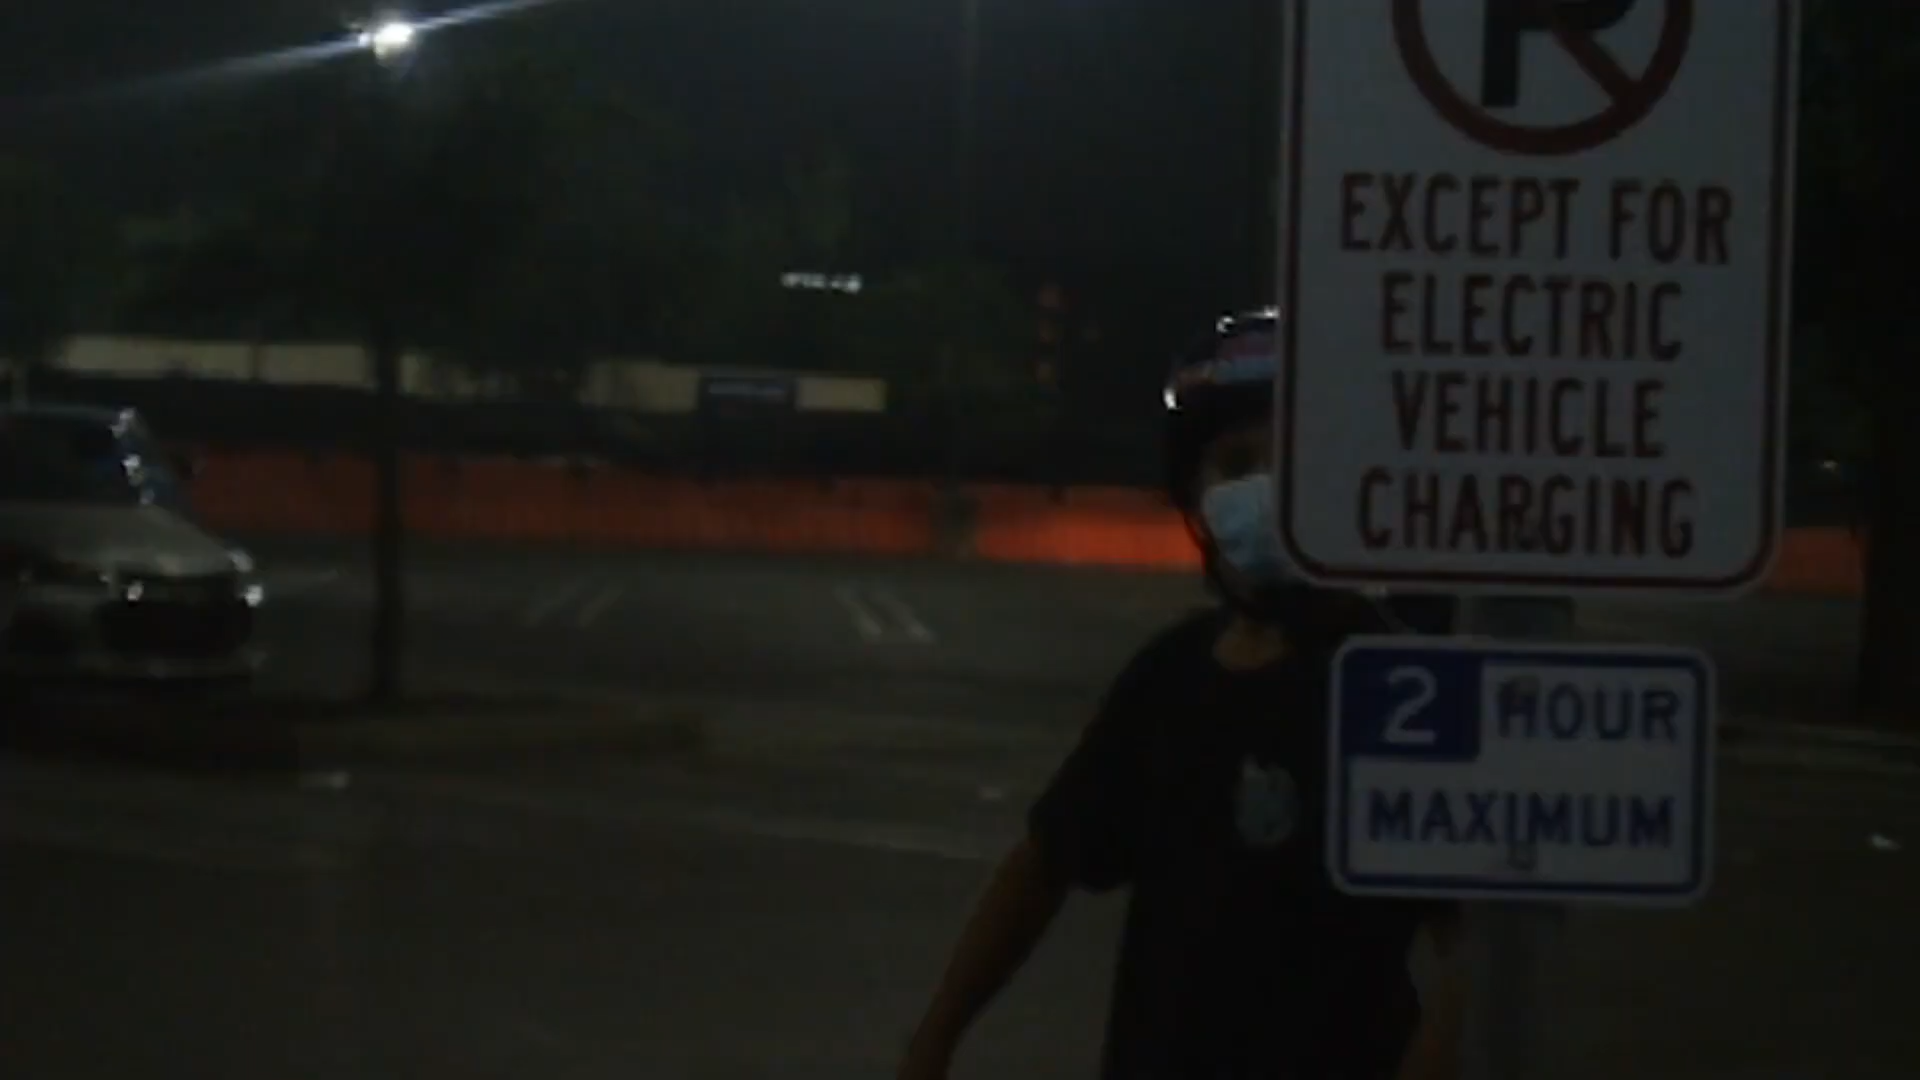 P
EXCEPT FOR
ELECTRIC
VEHICLE
CHARGING
2 HOUR
MAXIMUM